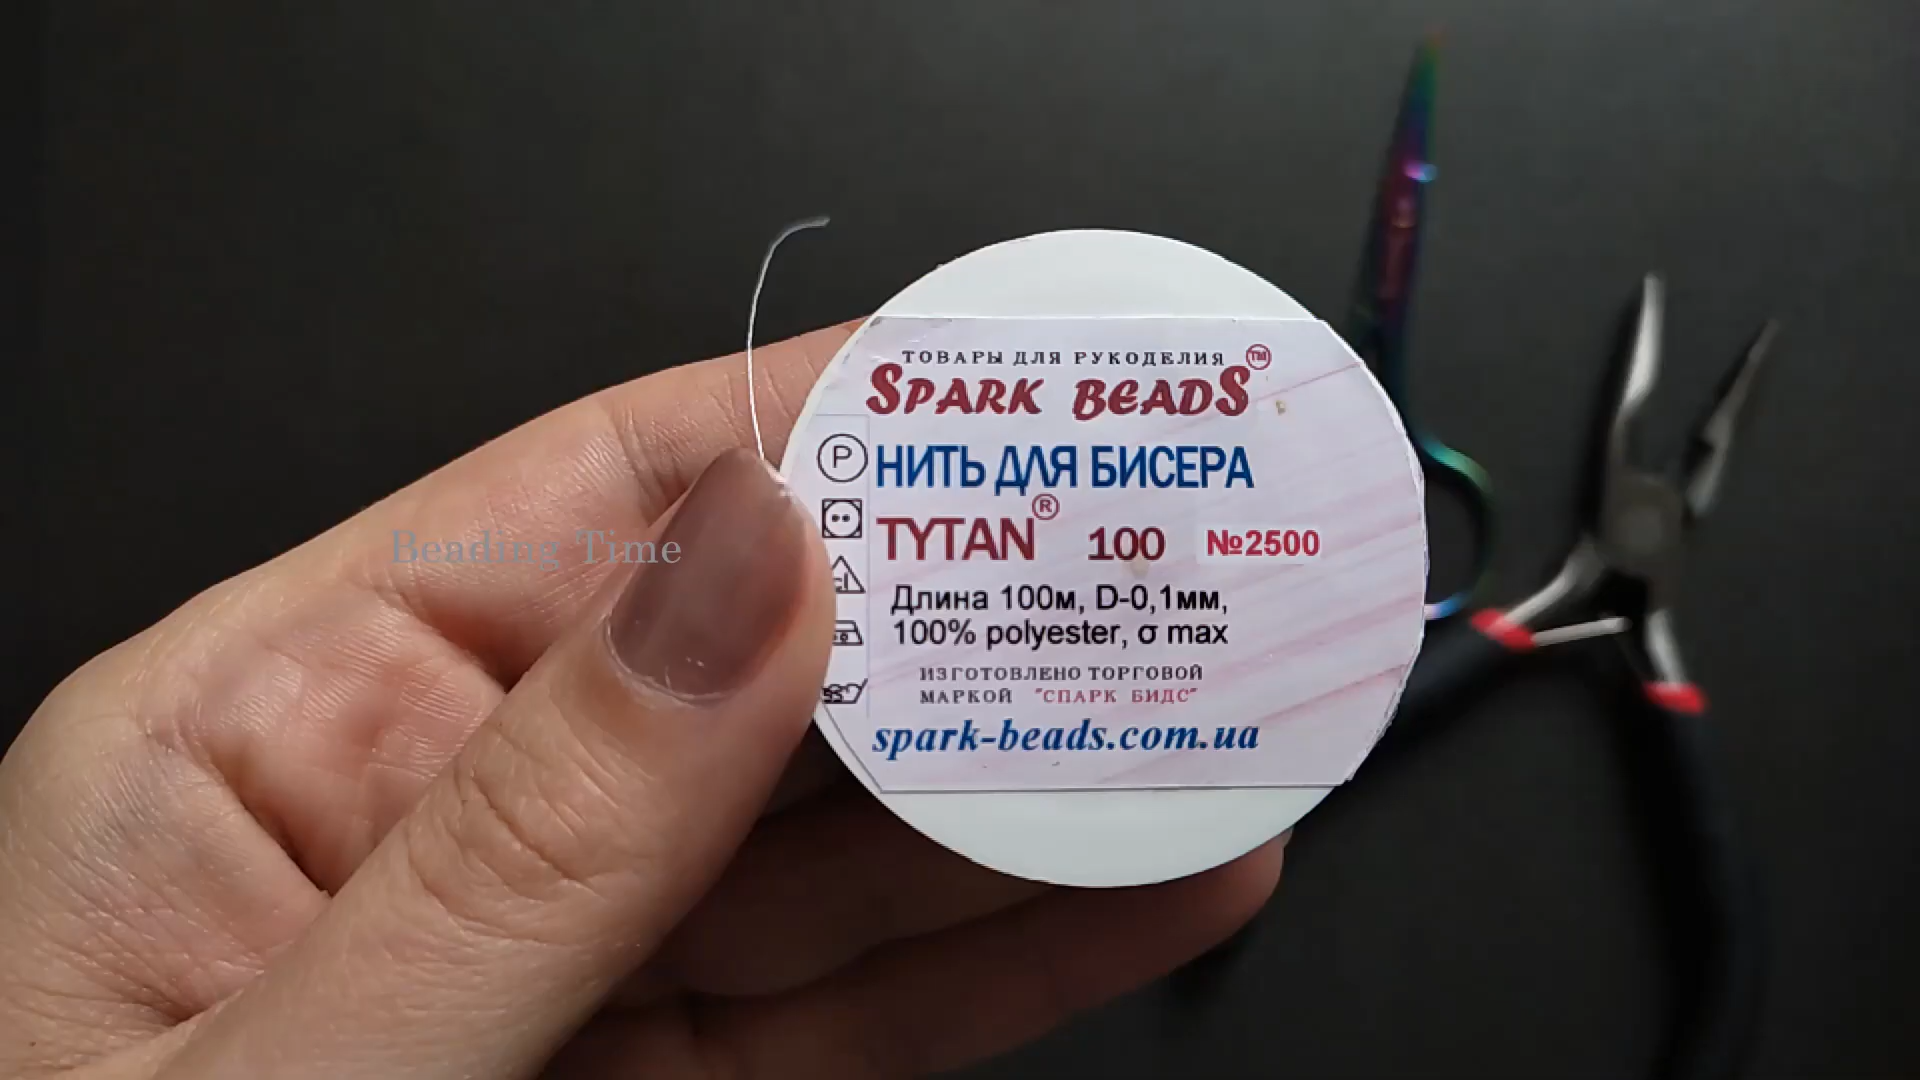 ТОВАРЫ ДЛЯ РУКОДЕЛИЯ TM
SPARK BEADS
P
НИТЬ ДЛЯ БИСЕРА
TYTAN ® 100 №2500
Beading Time
Длина 100м, D-0,1мм,
100% polyester, σ max
ИЗГОТОВЛЕНО ТОРГОВОЙ
МАРКОЙ "СПАРК БИДС"
spark-beads.com.ua